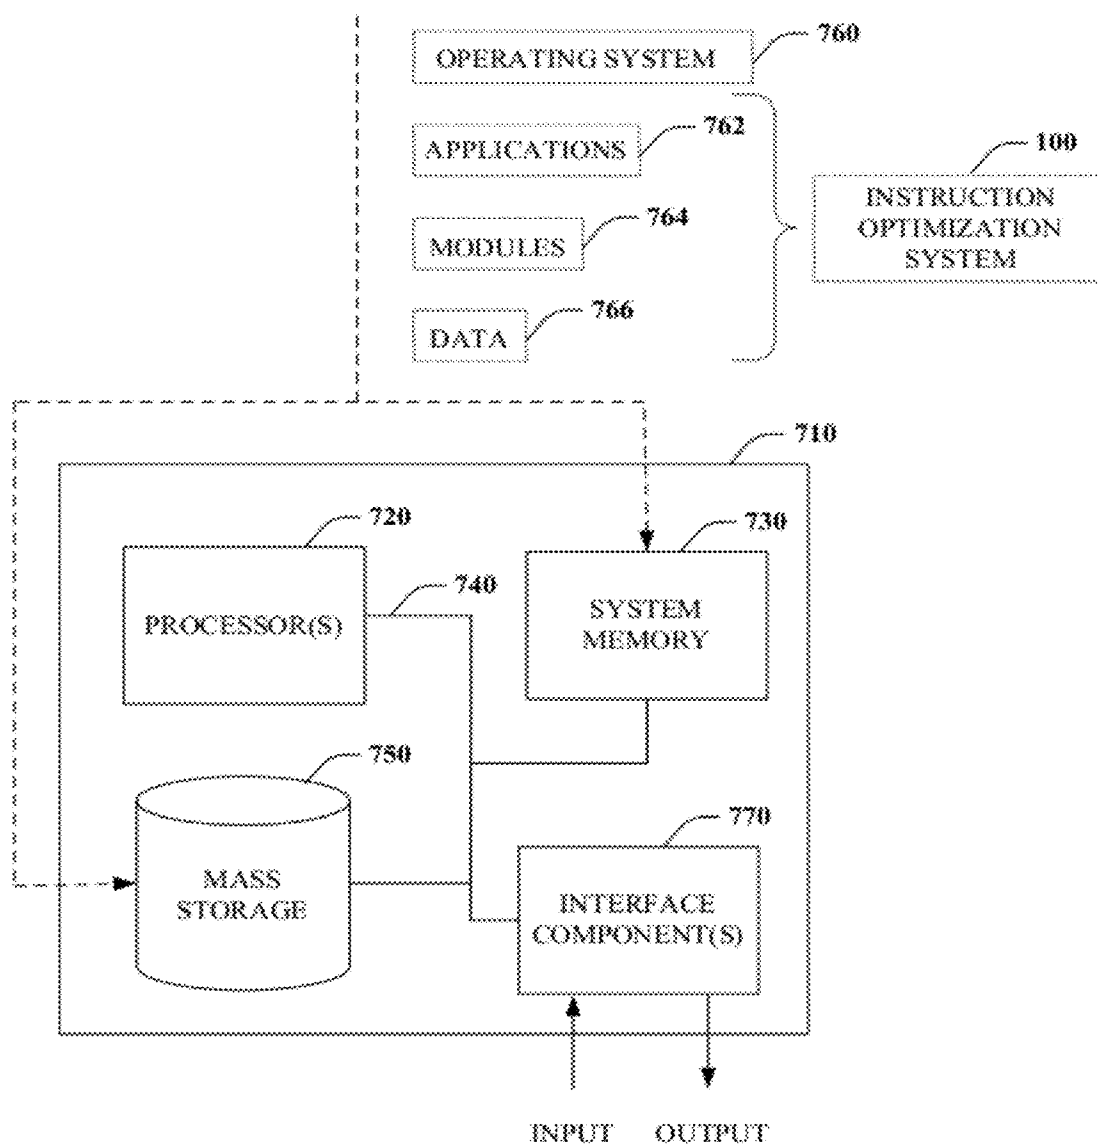 760
OPERATING SYSTEM
762
APPLICATIONS
100
INSTRUCTION
OPTIMIZATION
SYSTEM
764
MODULES
766
DATA
710
720
PROCESSOR(S)
730
SYSTEM
MEMORY
740
750
MASS
STORAGE
770
INTERFACE
COMPONENT(S)
INPUT
OUTPUT